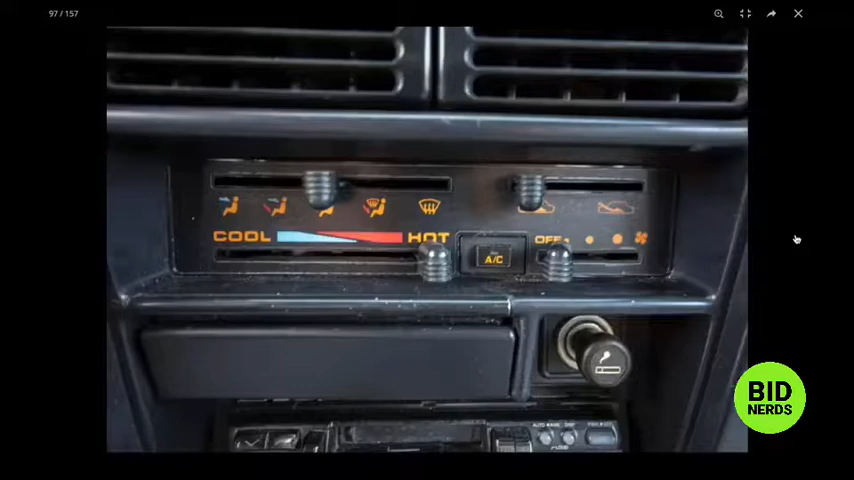 97 / 157
COOL
HOT
A/C
OFF
BID
NERDS